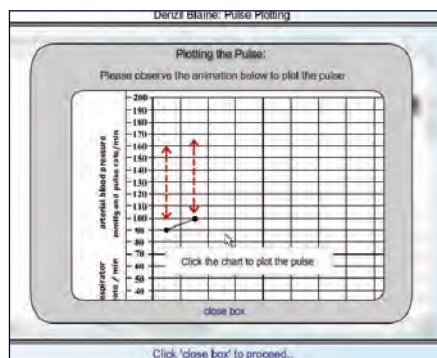 Denzil Blaine: Pulse Plotting
Plotting the Pulse:
Please observe the animation below to plot the pulse
arterial blood pressure
mmHg and pulse rate/min
200
190
180
170
160
150
140
130
120
110
100
90
80
70
60
50
40
Click the chart to plot the pulse
espirator
rate / min
close box
Click 'close box' to proceed..